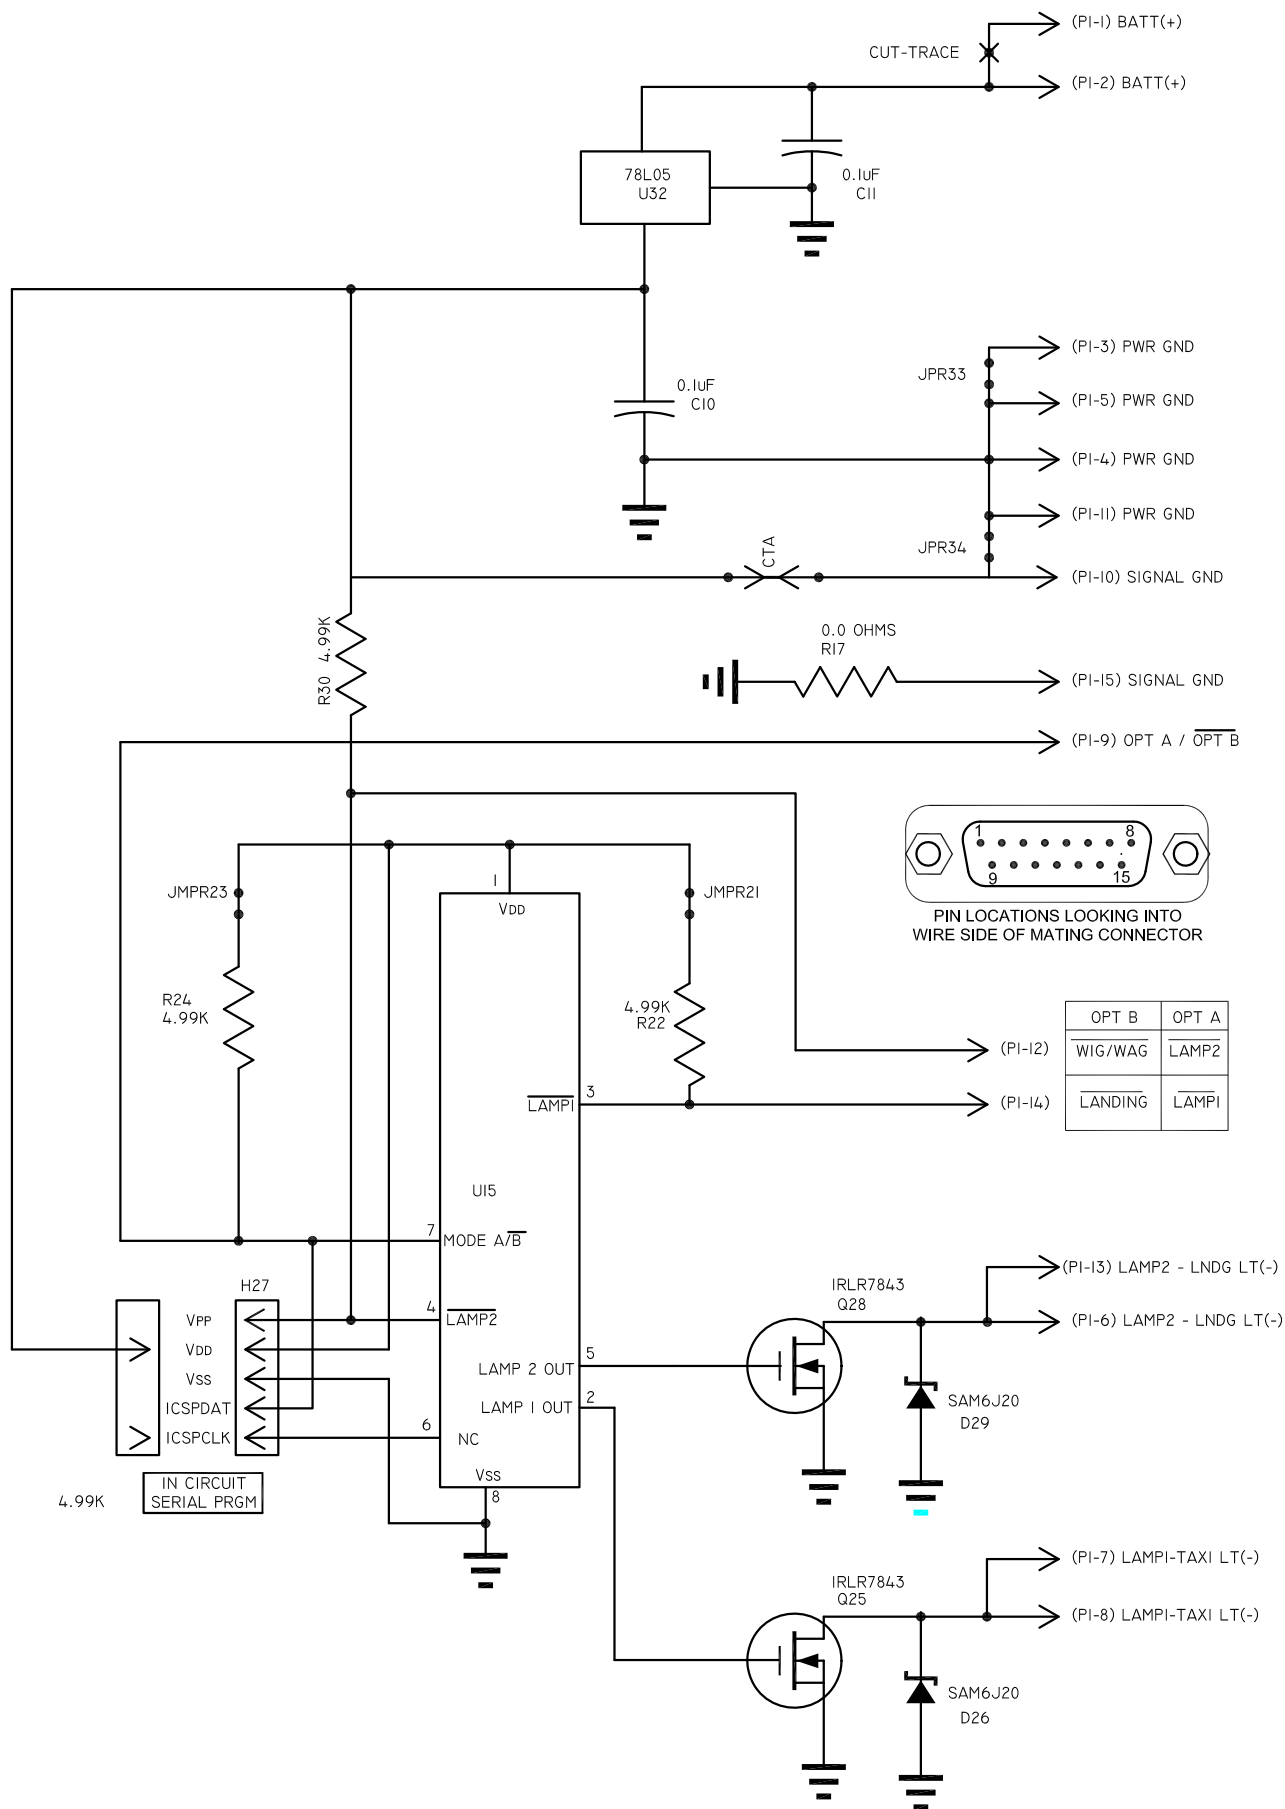 (PI-1) BATT(+)
CUT-TRACE
(PI-2) BATT(+)
78L05
U32
0.1uF
C11
(PI-3) PWR GND
JPR33
0.1uF
C10
(PI-5) PWR GND
(PI-4) PWR GND
(PI-11) PWR GND
JPR34
CTA
(PI-10) SIGNAL GND
R30 4.99K
0.0 OHMS
R17
(PI-15) SIGNAL GND
(PI-9) OPT A / OPT B
1 8
9 15
PIN LOCATIONS LOOKING INTO
WIRE SIDE OF MATING CONNECTOR
JMPR23
1
VDD
JMPR21
R24
4.99K
4.99K
R22
OPT B OPT A
(PI-12) WIG/WAG LAMP2
(PI-14) LANDING LAMP1
3
LAMP1
U15
7
MODE A/B
H27
4
LAMP2
VPP
VDD
VSS
ICSPDAT
ICSPCLK
5
LAMP 2 OUT
2
LAMP 1 OUT
6
NC
VSS
8
IN CIRCUIT
SERIAL PRGM
4.99K
IRLR7843
Q28
(PI-13) LAMP2 - LNDG LT(-)
(PI-6) LAMP2 - LNDG LT(-)
SAM6J20
D29
IRLR7843
Q25
(PI-7) LAMP1-TAXI LT(-)
(PI-8) LAMP1-TAXI LT(-)
SAM6J20
D26